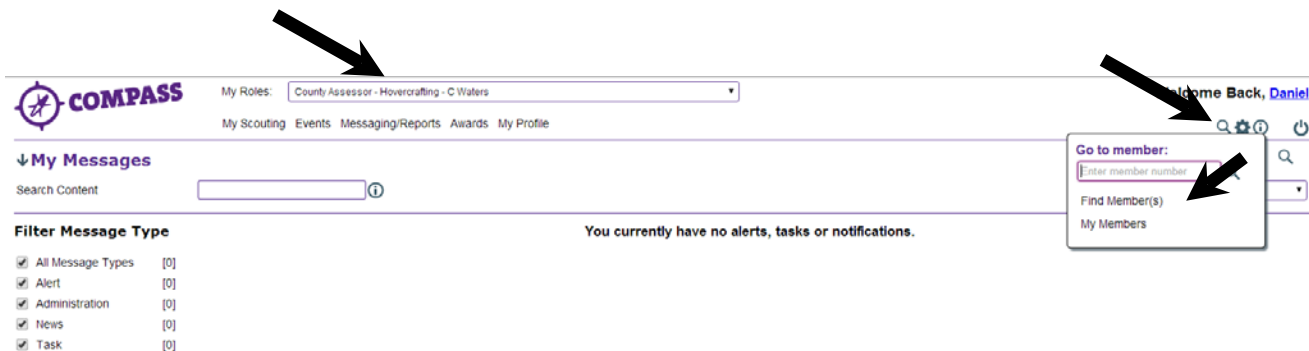 COMPASS
My Roles: County Assessor - Hovercrafting - C Waters
Welcome Back, Daniel
My Scouting Events Messaging/Reports Awards My Profile
My Messages
Go to member:
Enter member number
Search Content
Find Member(s)
My Members
Filter Message Type
You currently have no alerts, tasks or notifications.
All Message Types [0]
Alert [0]
Administration [0]
News [0]
Task [0]